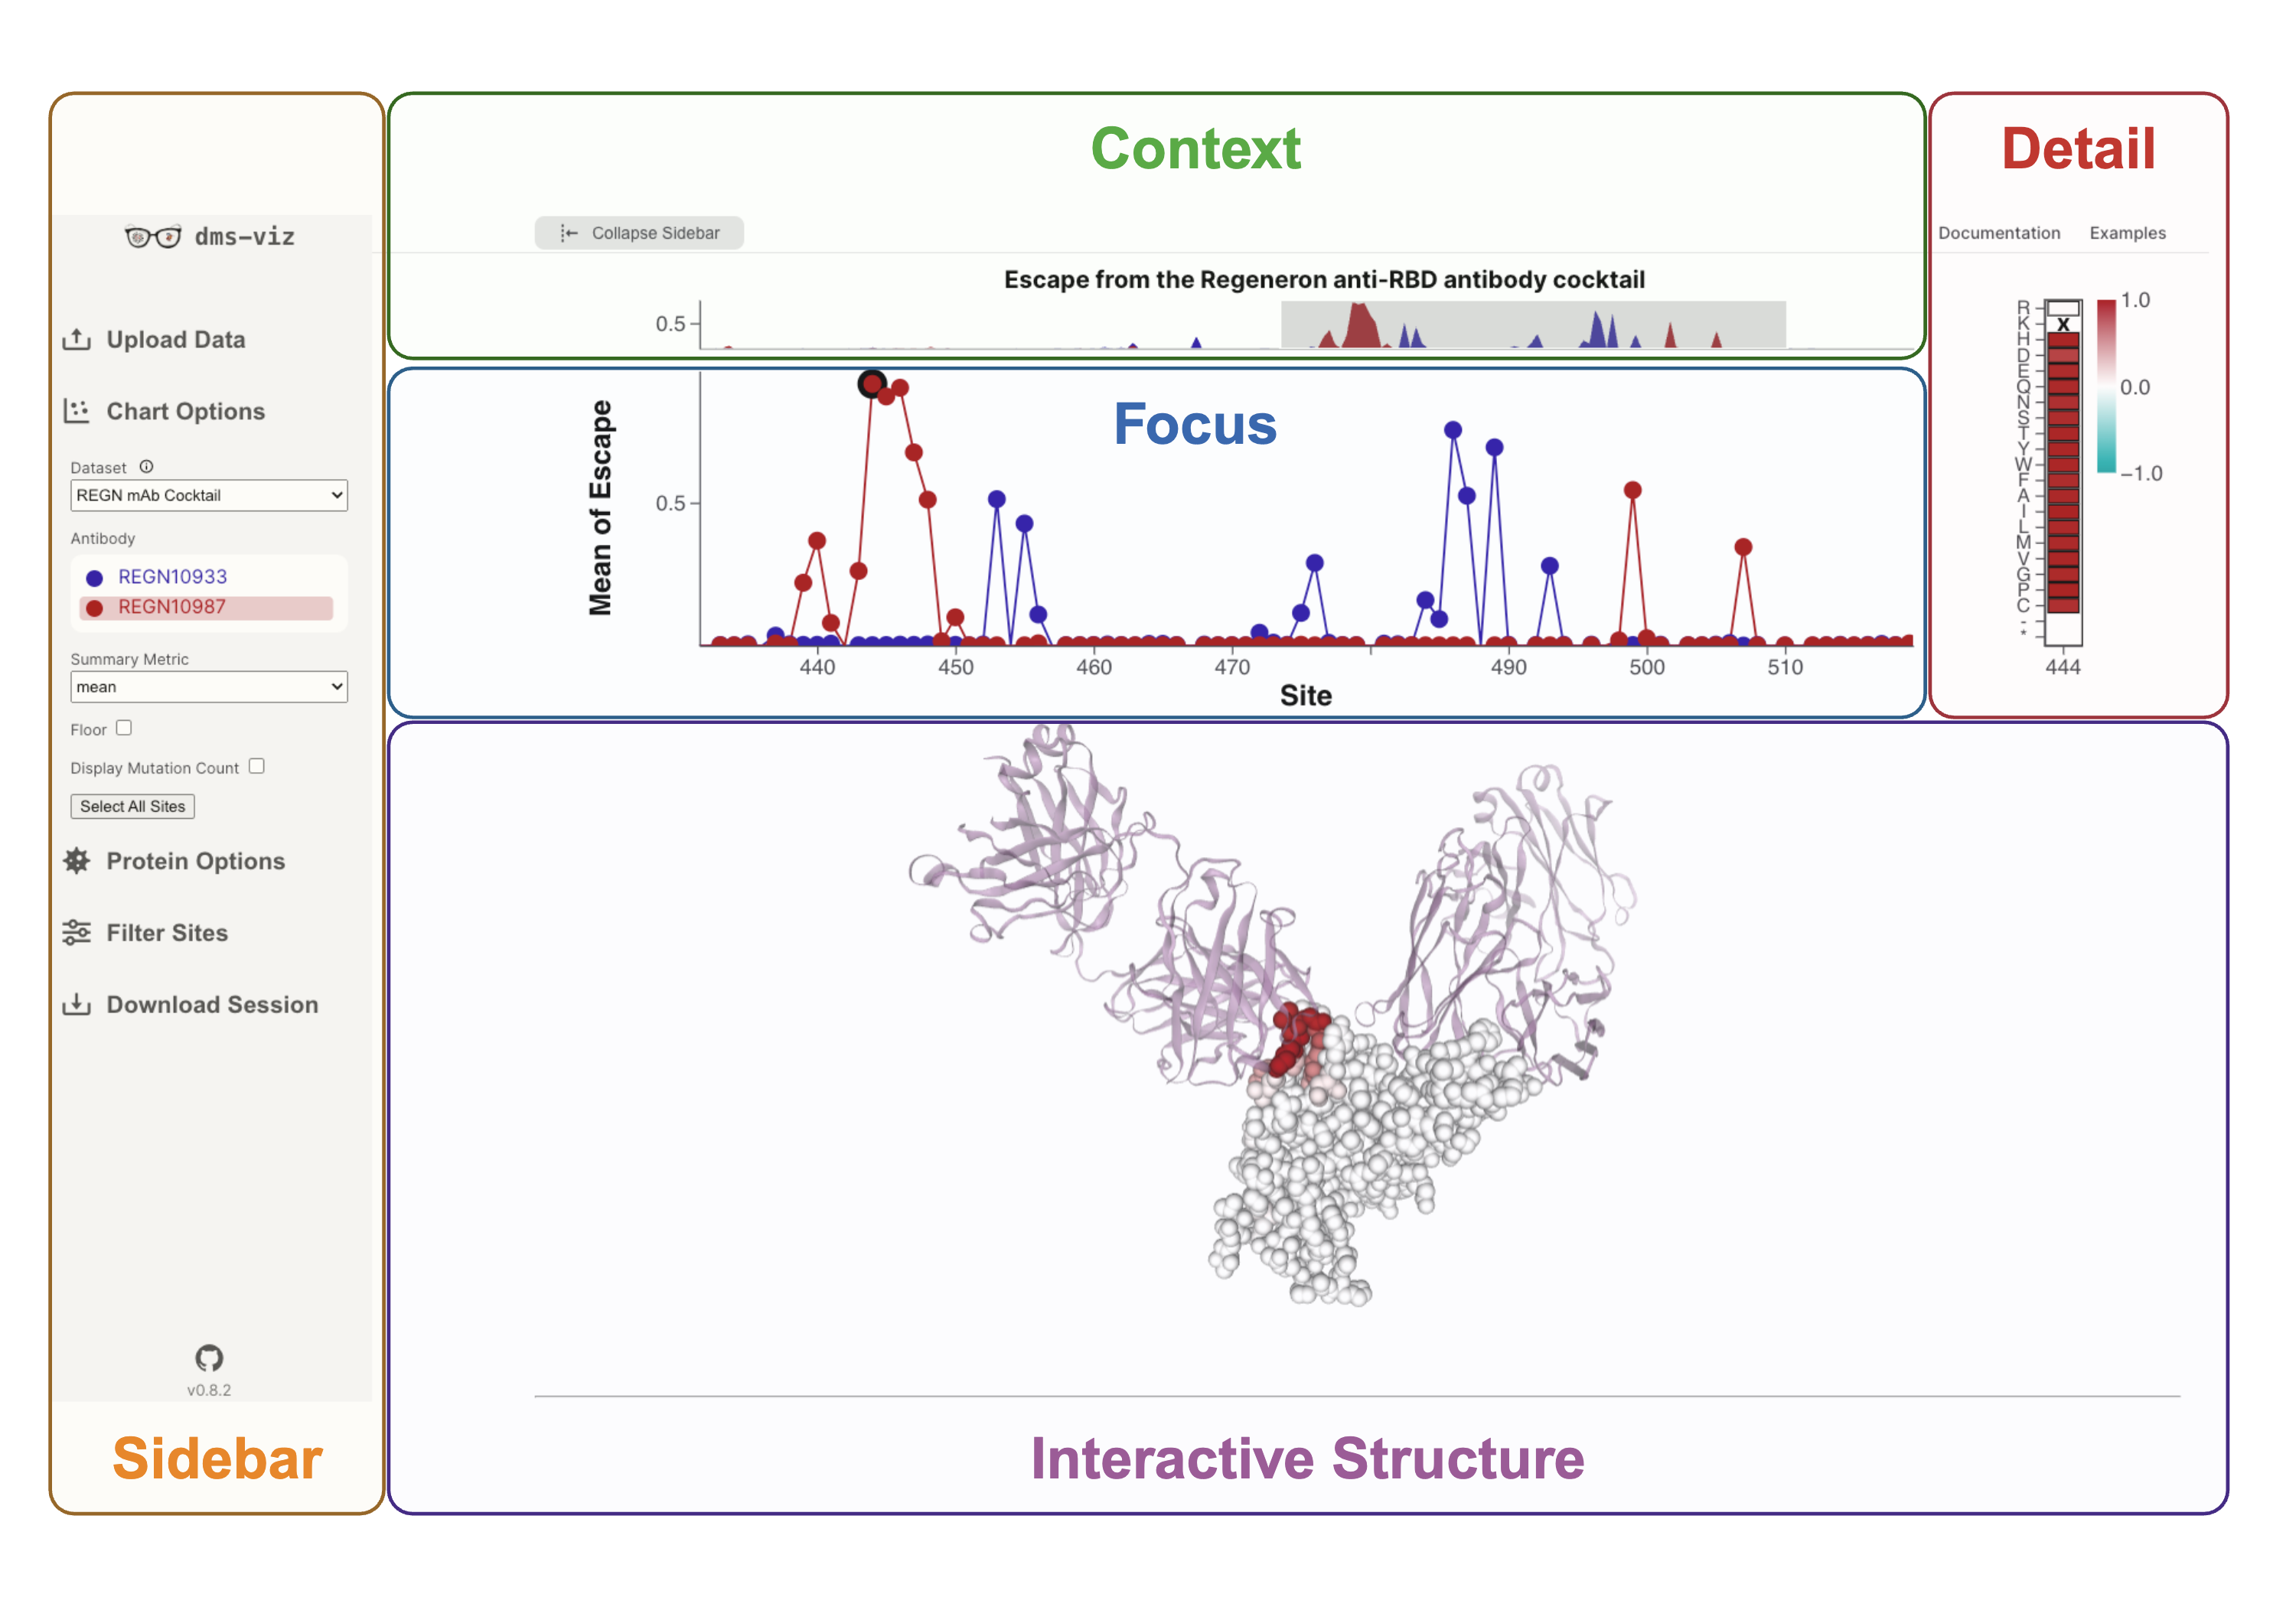 Context
Detail
dms-viz
Collapse Sidebar
Documentation Examples
Escape from the Regeneron anti-RBD antibody cocktail
0.5
Upload Data
Chart Options
Dataset
REGN mAb Cocktail
Antibody
REGN10933
REGN10987
Summary Metric
mean
Floor
Display Mutation Count
Select All Sites
Protein Options
Filter Sites
Download Session
v0.8.2
Sidebar
Focus
Mean of Escape
0.5
440 450 460 470 490 500 510
Site
R
K X
H
D
E
Q
N
S
T
Y
W
F
A
I
L
M
V
G
P
C
-
*
444
1.0
0.0
−1.0
Interactive Structure